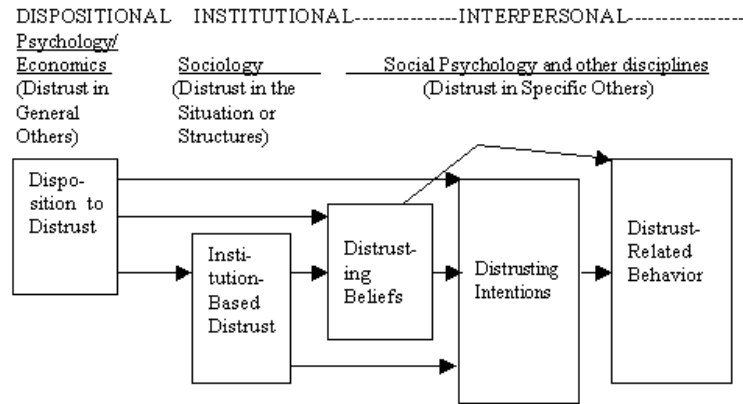 DISPOSITIONAL INSTITUTIONAL---------------INTERPERSONAL-----------------
Psychology/
Economics Sociology Social Psychology and other disciplines
(Distrust in (Distrust in the (Distrust in Specific Others)
General Situation or
Others) Structures)
Dispo-
sition to
Distrust
Insti-
tution-
Based
Distrust
Distrust-
ing
Beliefs
Distrusting
Intentions
Distrust-
Related
Behavior